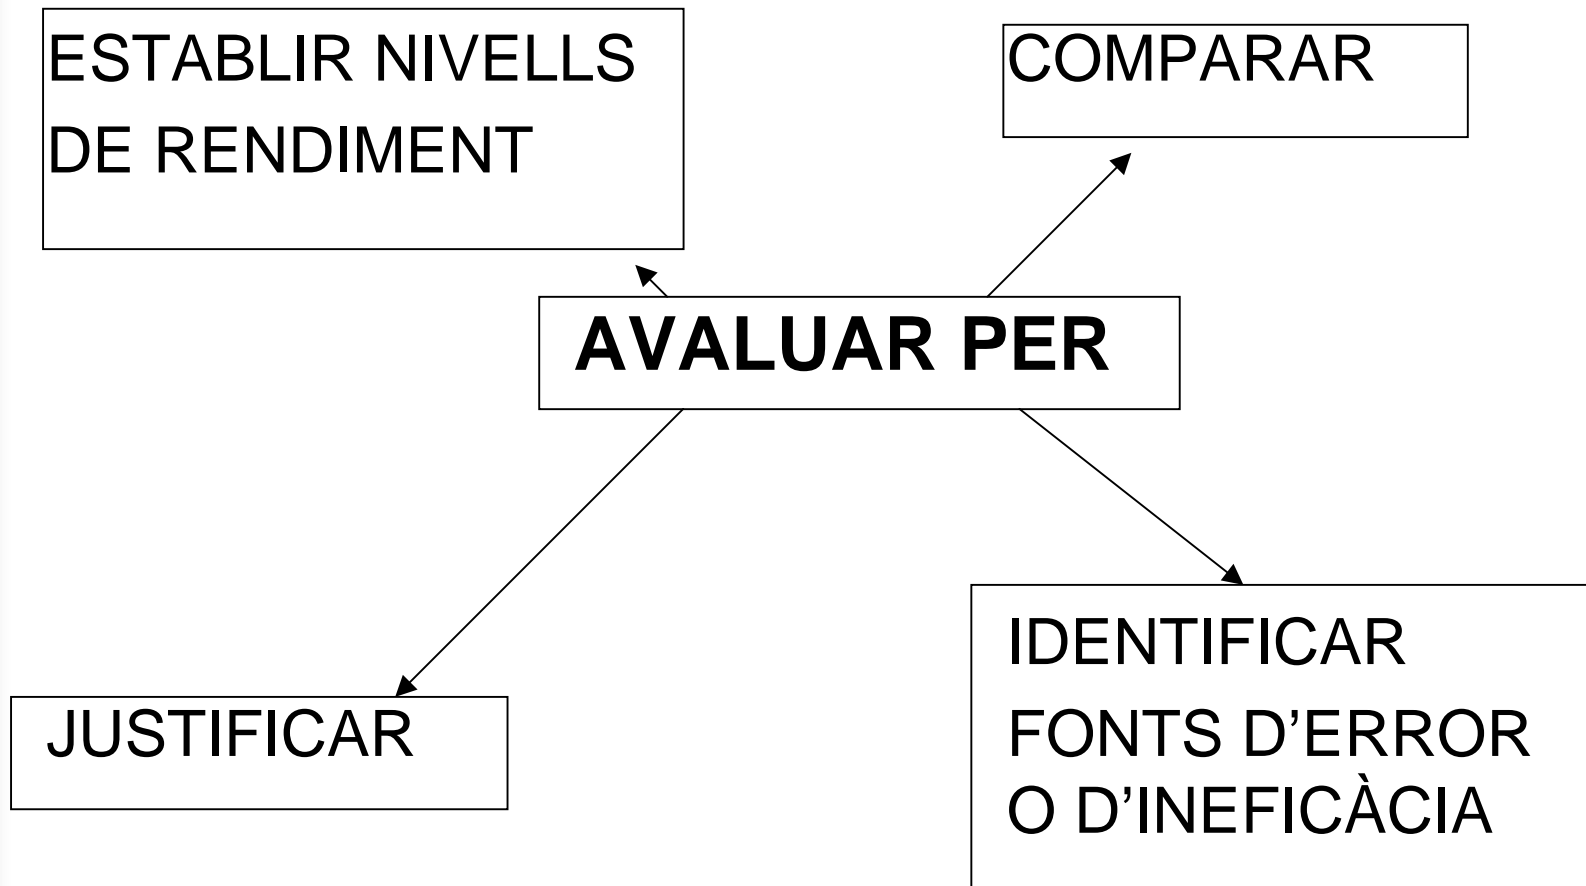 ESTABLIR NIVELLS
DE RENDIMENT
COMPARAR
AVALUAR PER
JUSTIFICAR
IDENTIFICAR
FONTS D’ERROR
O D’INEFICÀCIA